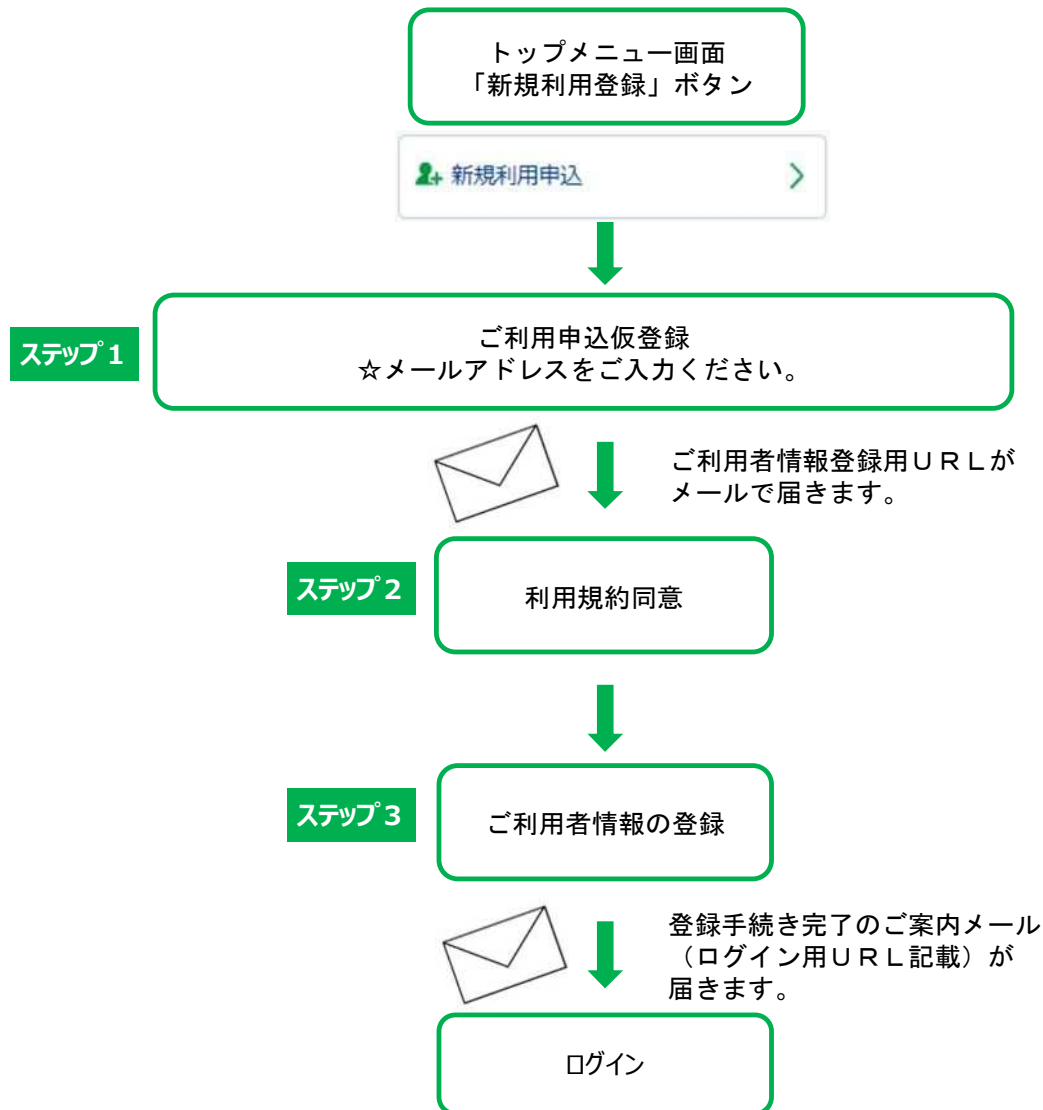 トップメニュー画面
「新規利用登録」ボタン
新規利用申込
ステップ１
ご利用申込仮登録
☆メールアドレスをご入力ください。
ご利用者情報登録用ＵＲＬが
メールで届きます。
ステップ２
利用規約同意
ステップ３
ご利用者情報の登録
登録手続き完了のご案内メール
（ログイン用ＵＲＬ記載）が
届きます。
ログイン